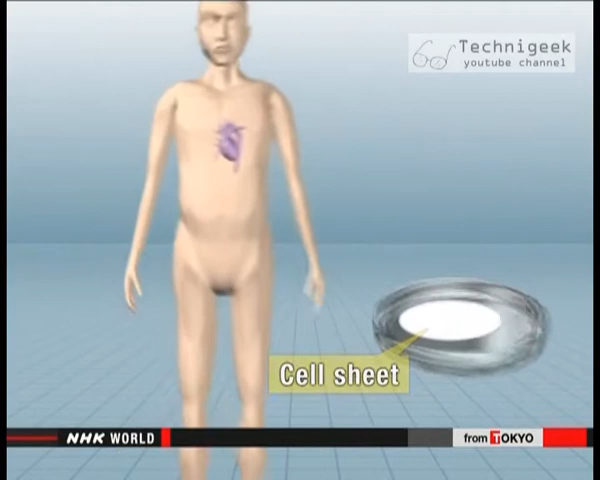 Technigeek
youtube channel
Cell sheet
NHK WORLD
from TOKYO